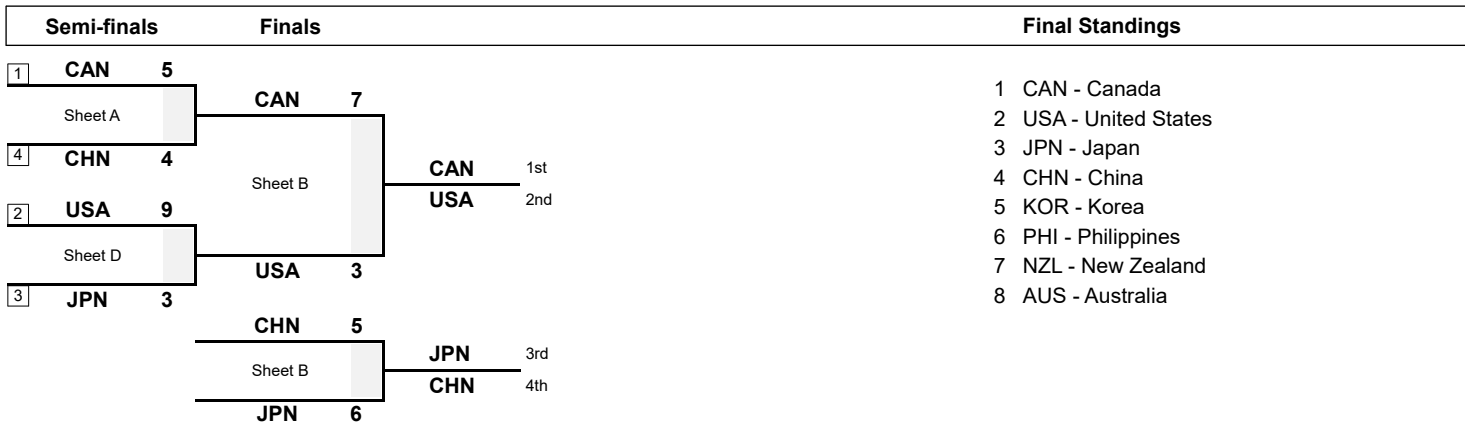 Semi-finals Finals Final Standings
1 CAN 5
Sheet A
4 CHN 4
2 USA 9
Sheet D
3 JPN 3
CAN 7
Sheet B
USA 3
CAN 1st
USA 2nd
CHN 5
Sheet B
JPN 6
JPN 3rd
CHN 4th
1 CAN - Canada
2 USA - United States
3 JPN - Japan
4 CHN - China
5 KOR - Korea
6 PHI - Philippines
7 NZL - New Zealand
8 AUS - Australia